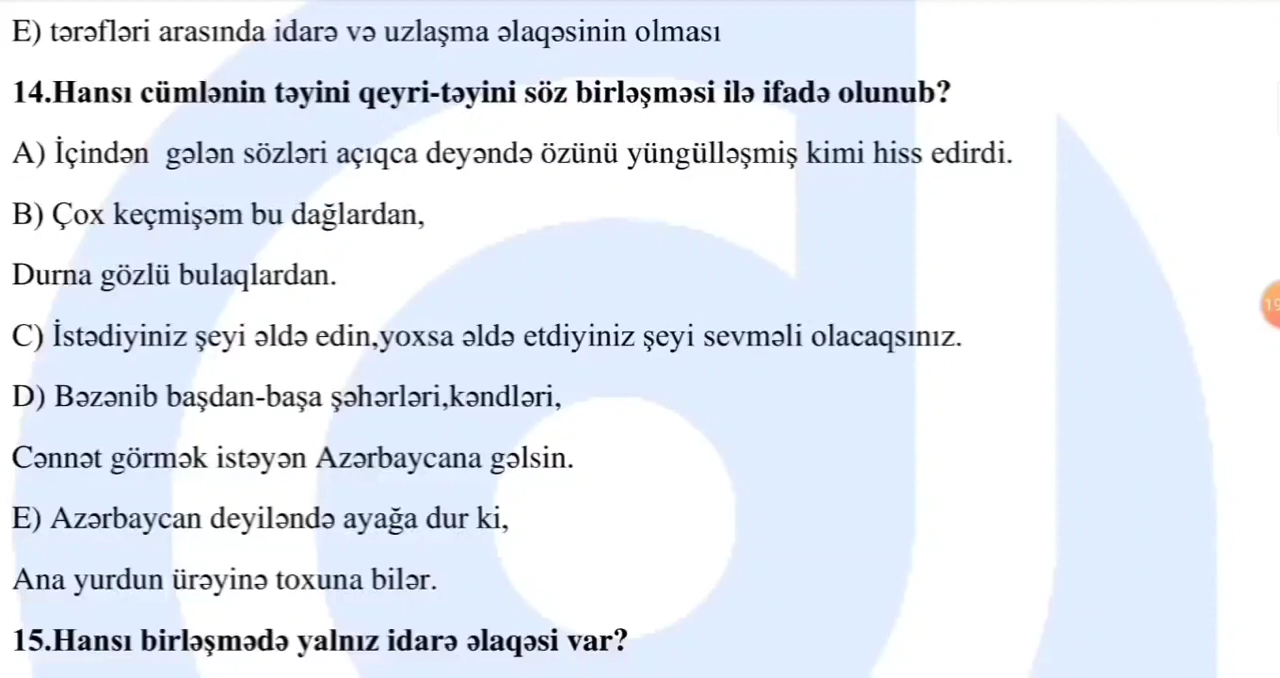 E) tərəfləri arasında idarə və uzlaşma əlaqəsinin olması
14.Hansı cümlənin təyini qeyri-təyini söz birləşməsi ilə ifadə olunub?
A) İçindən gələn sözləri açıqca deyəndə özünü yüngülləşmiş kimi hiss edirdi.
B) Çox keçmişəm bu dağlardan,
Durna gözlü bulaqlardan.
C) İstədiyiniz şeyi əldə edin,yoxsa əldə etdiyiniz şeyi sevməli olacaqsınız.
D) Bəzənib başdan-başa şəhərləri,kəndləri,
Cənnət görmək istəyən Azərbaycana gəlsin.
E) Azərbaycan deyiləndə ayağa dur ki,
Ana yurdun ürəyinə toxuna bilər.
15.Hansı birləşmədə yalnız idarə əlaqəsi var?
19